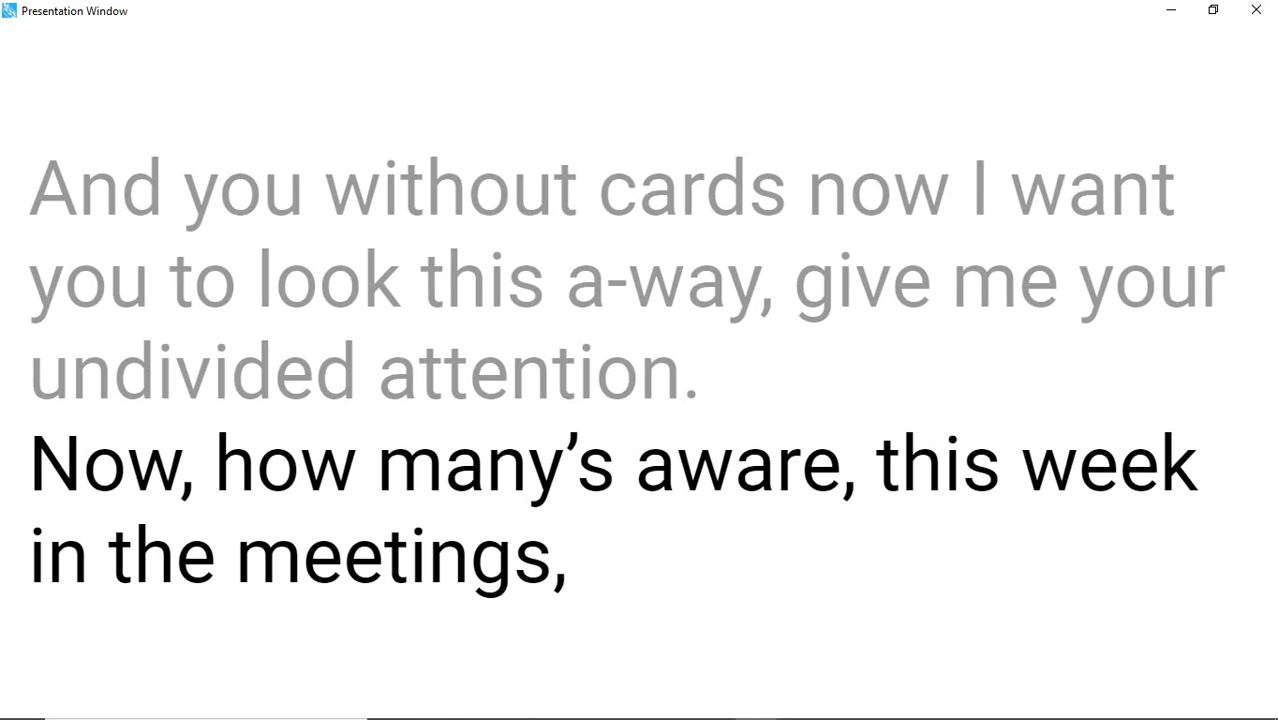 Presentation Window
And you without cards now I want
you to look this a-way, give me your
undivided attention.
Now, how many’s aware, this week
in the meetings,